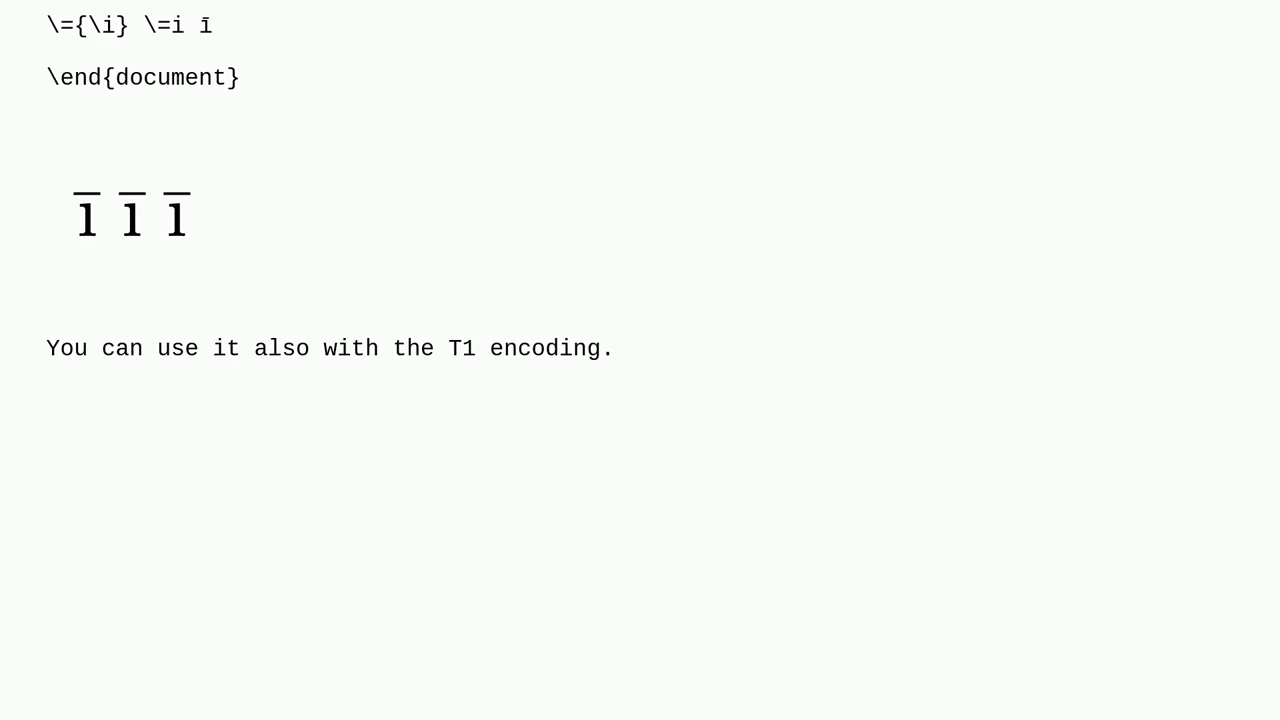 \={\i} \=i ī
\end{document}
ī ī ī
You can use it also with the T1 encoding.